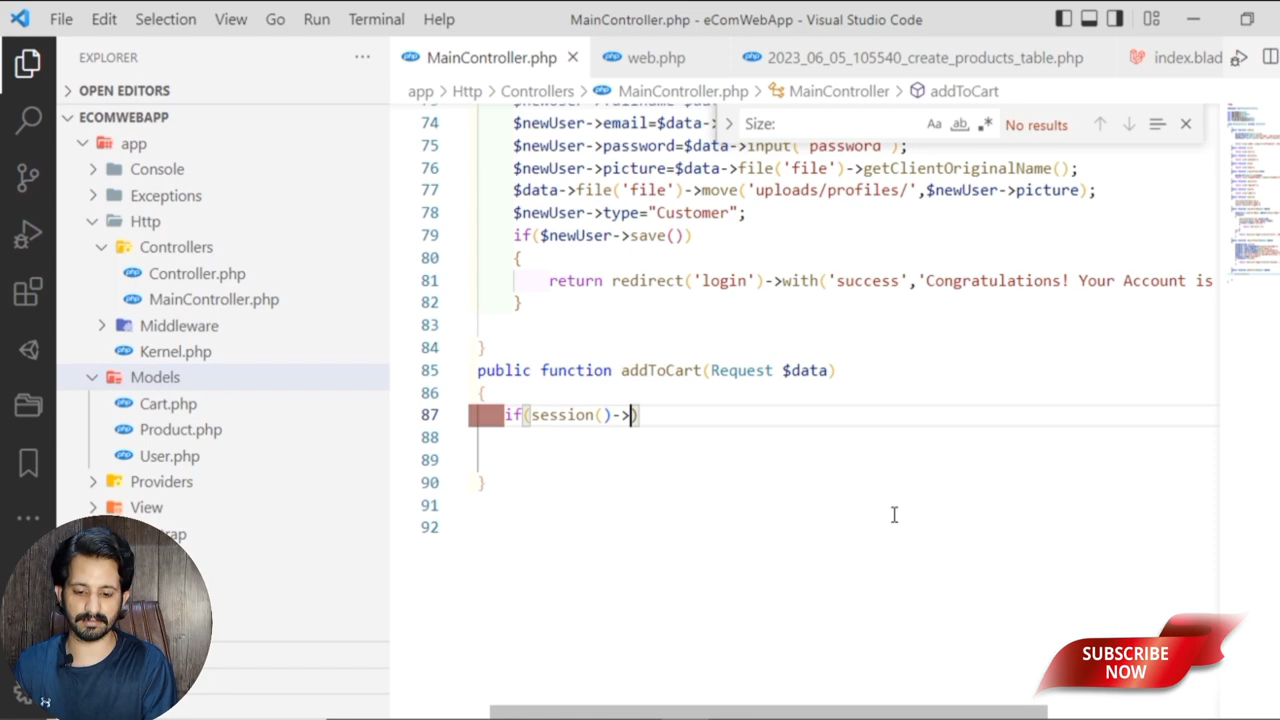 File Edit Selection View Go Run Terminal Help MainController.php - eComWebApp - Visual Studio Code
EXPLORER
OPEN EDITORS
ECOMWEBAPP
app
Console
Exceptions
Http
Controllers
Controller.php
MainController.php
Middleware
Kernel.php
Models
Cart.php
Product.php
User.php
Providers
View
MainController.php web.php 2023_06_05_105540_create_products_table.php index.blad
app > Http > Controllers > MainController.php > MainController > addToCart
Size: Aa No results
74 $newUser->email=$data-
75 $newUser->password=$data->input(
76 $newUser->picture=$data->file(
77 $data->file('file')->move(
,$newUser->picture)
78 $newUser->type="Customer";
79 if($newUser->save())
80 {
81 return redirect('login')->with(
'Congratulations! Your Account is
82 }
83
84 }
85 public function addToCart(Request $data)
86 {
87 if(session()->)
88
89
90 }
91
92
SUBSCRIBE
NOW